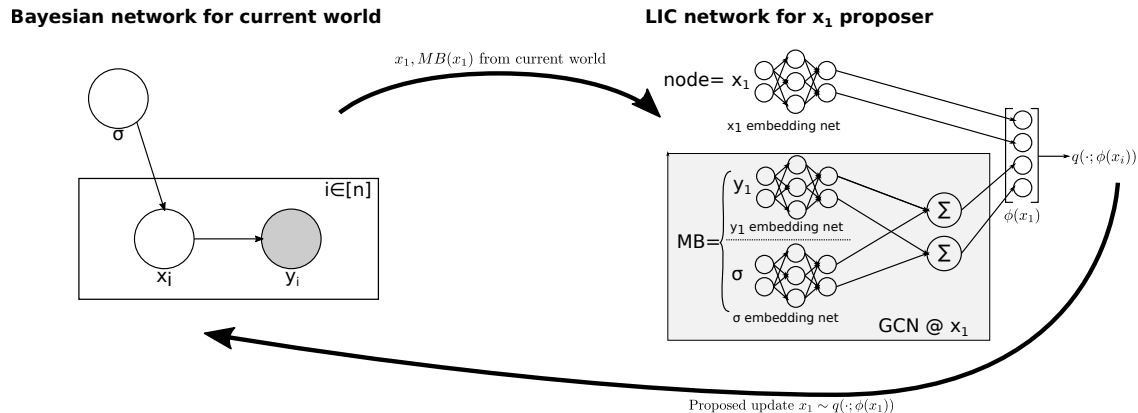 Bayesian network for current world
LIC network for x₁ proposer
x₁, MB(x₁) from current world
node= x₁
x₁ embedding net
σ
i∈[n]
xᵢ
yᵢ
MB=
y₁
y₁ embedding net
σ
σ embedding net
Σ
Σ
GCN @ x₁
ϕ(x₁)
q(·; ϕ(xᵢ))
Proposed update x₁ ∼ q(·; ϕ(x₁))